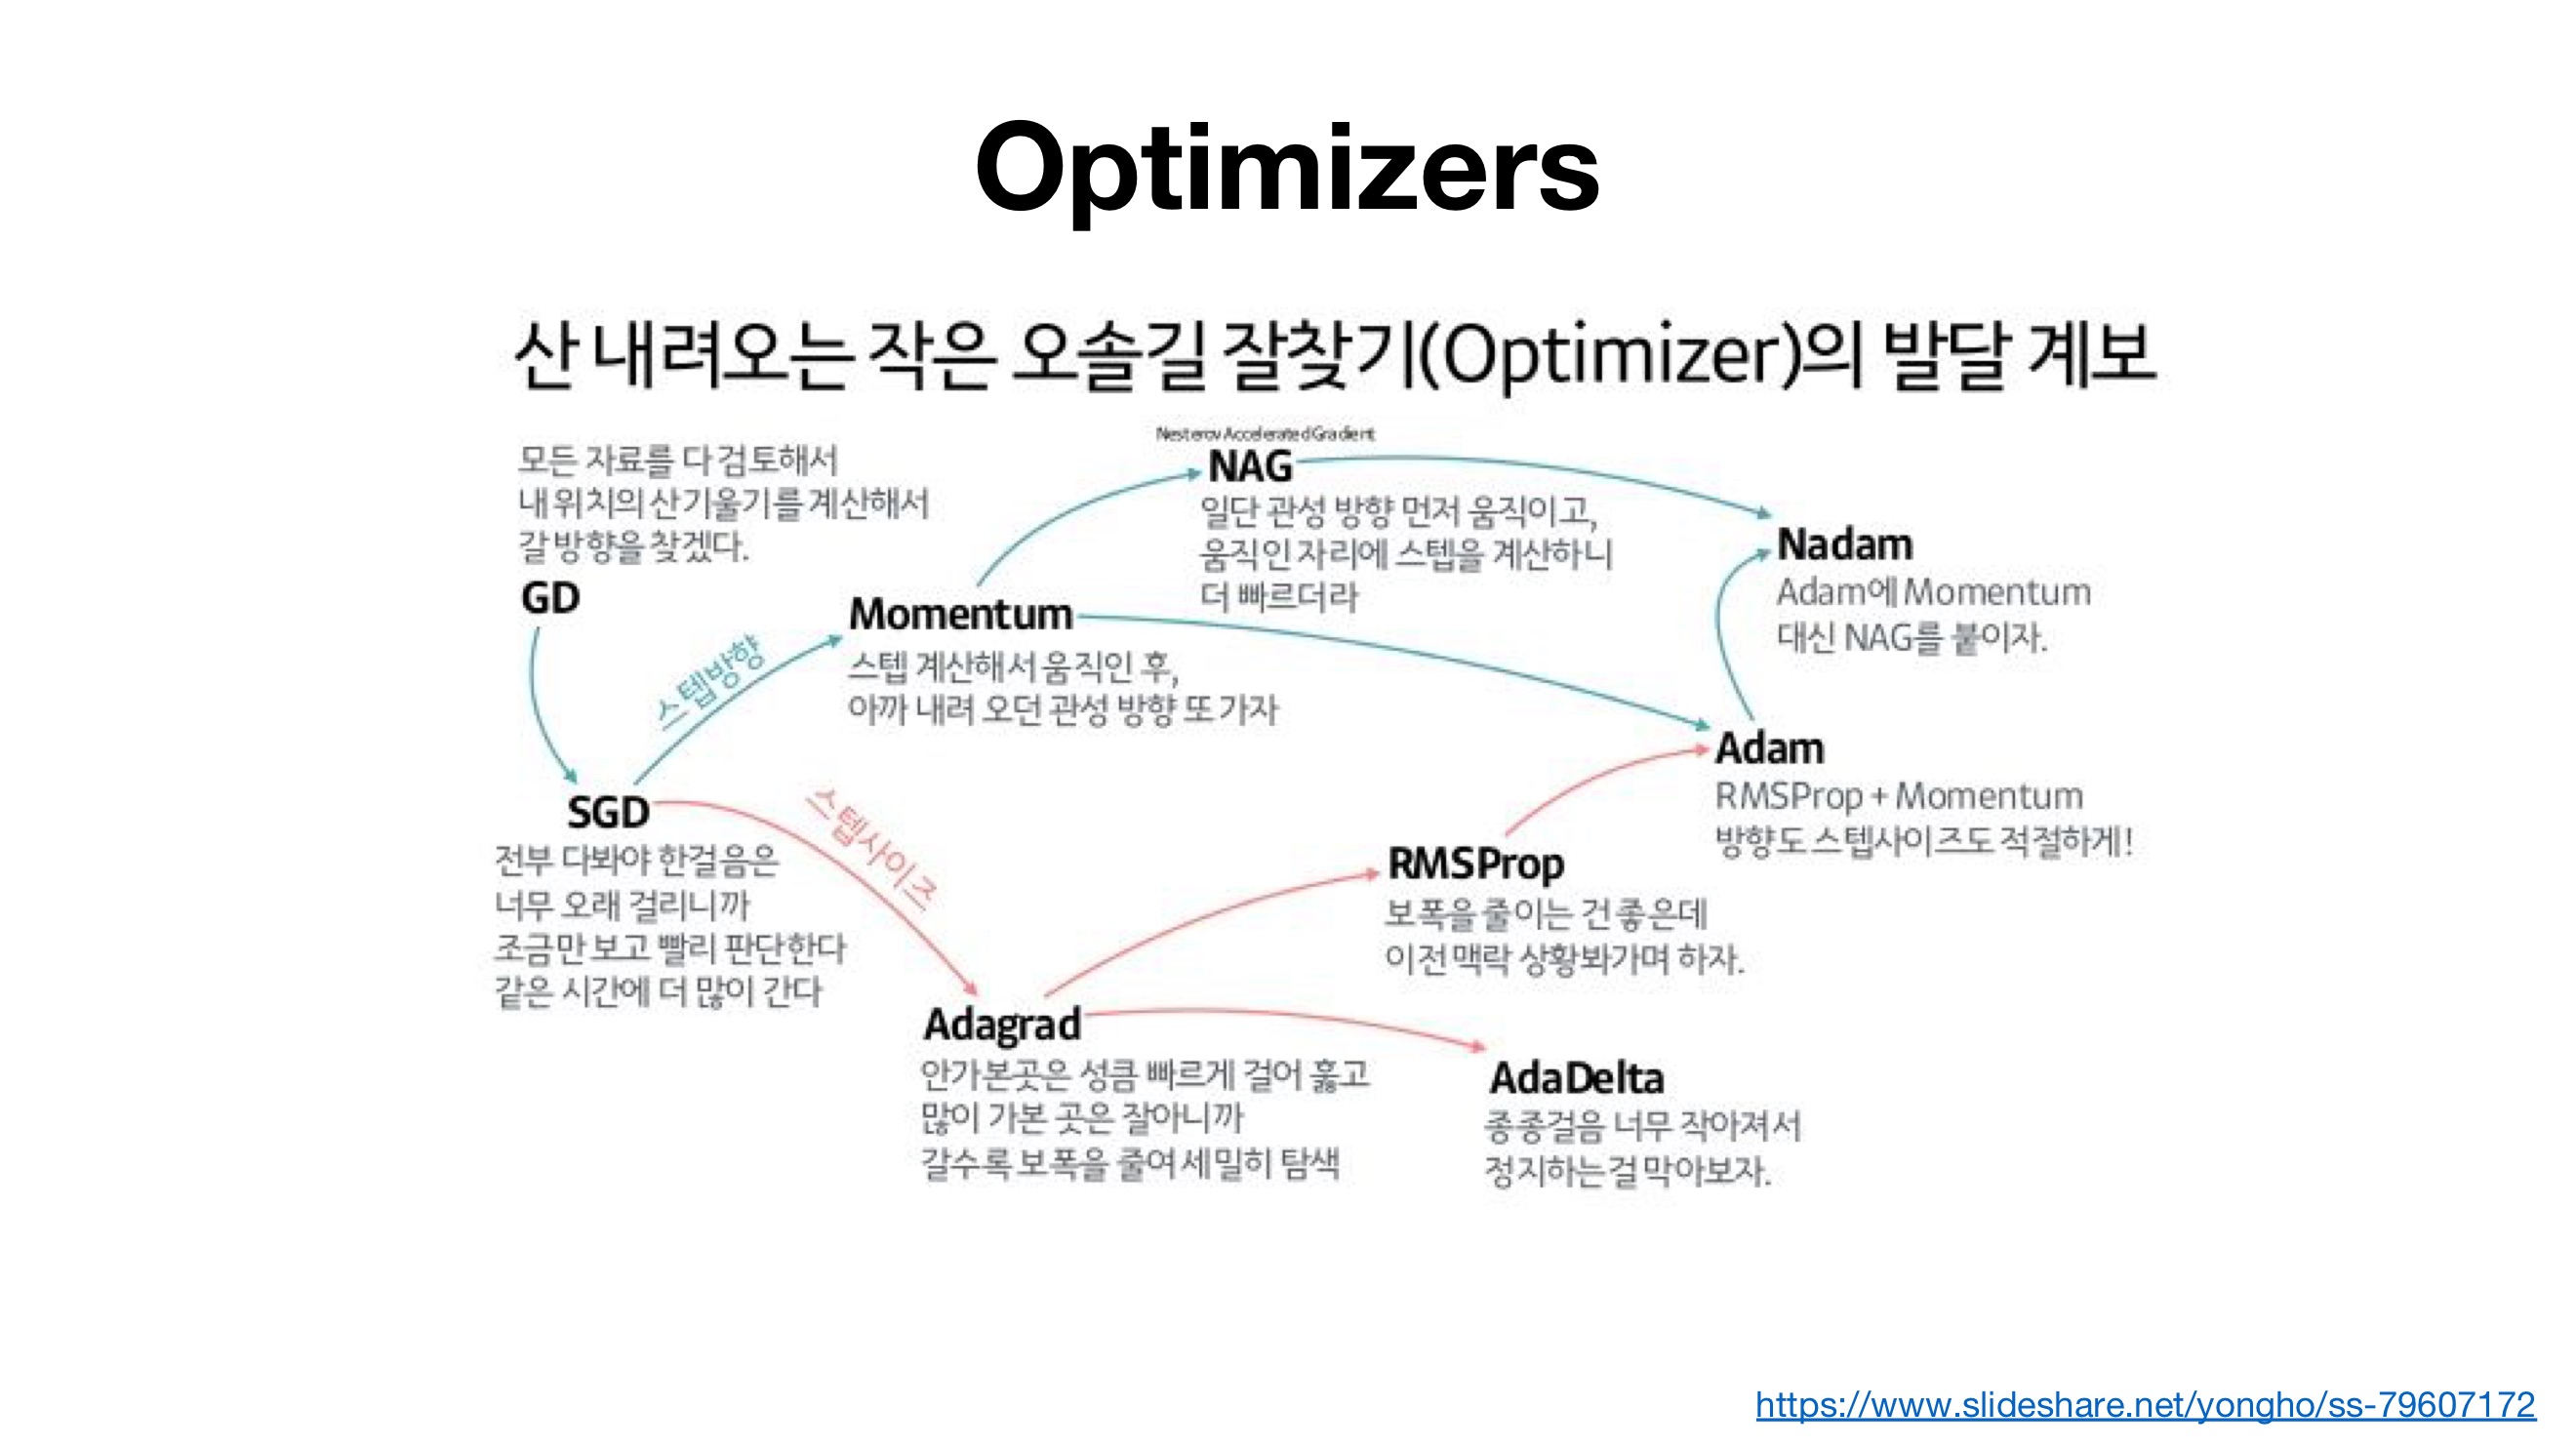 Optimizers
산 내려오는 작은 오솔길 잘찾기(Optimizer)의 발달 계보
모든 자료를 다 검토해서
내 위치의 산기울기를 계산해서
갈 방향을 찾겠다.
GD
스텝방향
Momentum
스텝 계산해서 움직인 후,
아까 내려 오던 관성 방향 또 가자
Nesterov Accelerated Gradient
NAG
일단 관성 방향 먼저 움직이고,
움직인 자리에 스텝을 계산하니
더 빠르더라
Nadam
Adam에 Momentum
대신 NAG를 붙이자.
SGD
전부 다봐야 한걸음은
너무 오래 걸리니까
조금만 보고 빨리 판단한다
같은 시간에 더 많이 간다
스텝사이즈
Adagrad
안가본곳은 성큼 빠르게 걸어 훓고
많이 가본 곳은 잘아니까
갈수록 보폭을 줄여 세밀히 탐색
RMSProp
보폭을 줄이는 건 좋은데
이전 맥락 상황봐가며 하자.
Adam
RMSProp + Momentum
방향도 스텝사이즈도 적절하게!
AdaDelta
종종걸음 너무 작아져서
정지하는걸 막아보자.
https://www.slideshare.net/yongho/ss-79607172